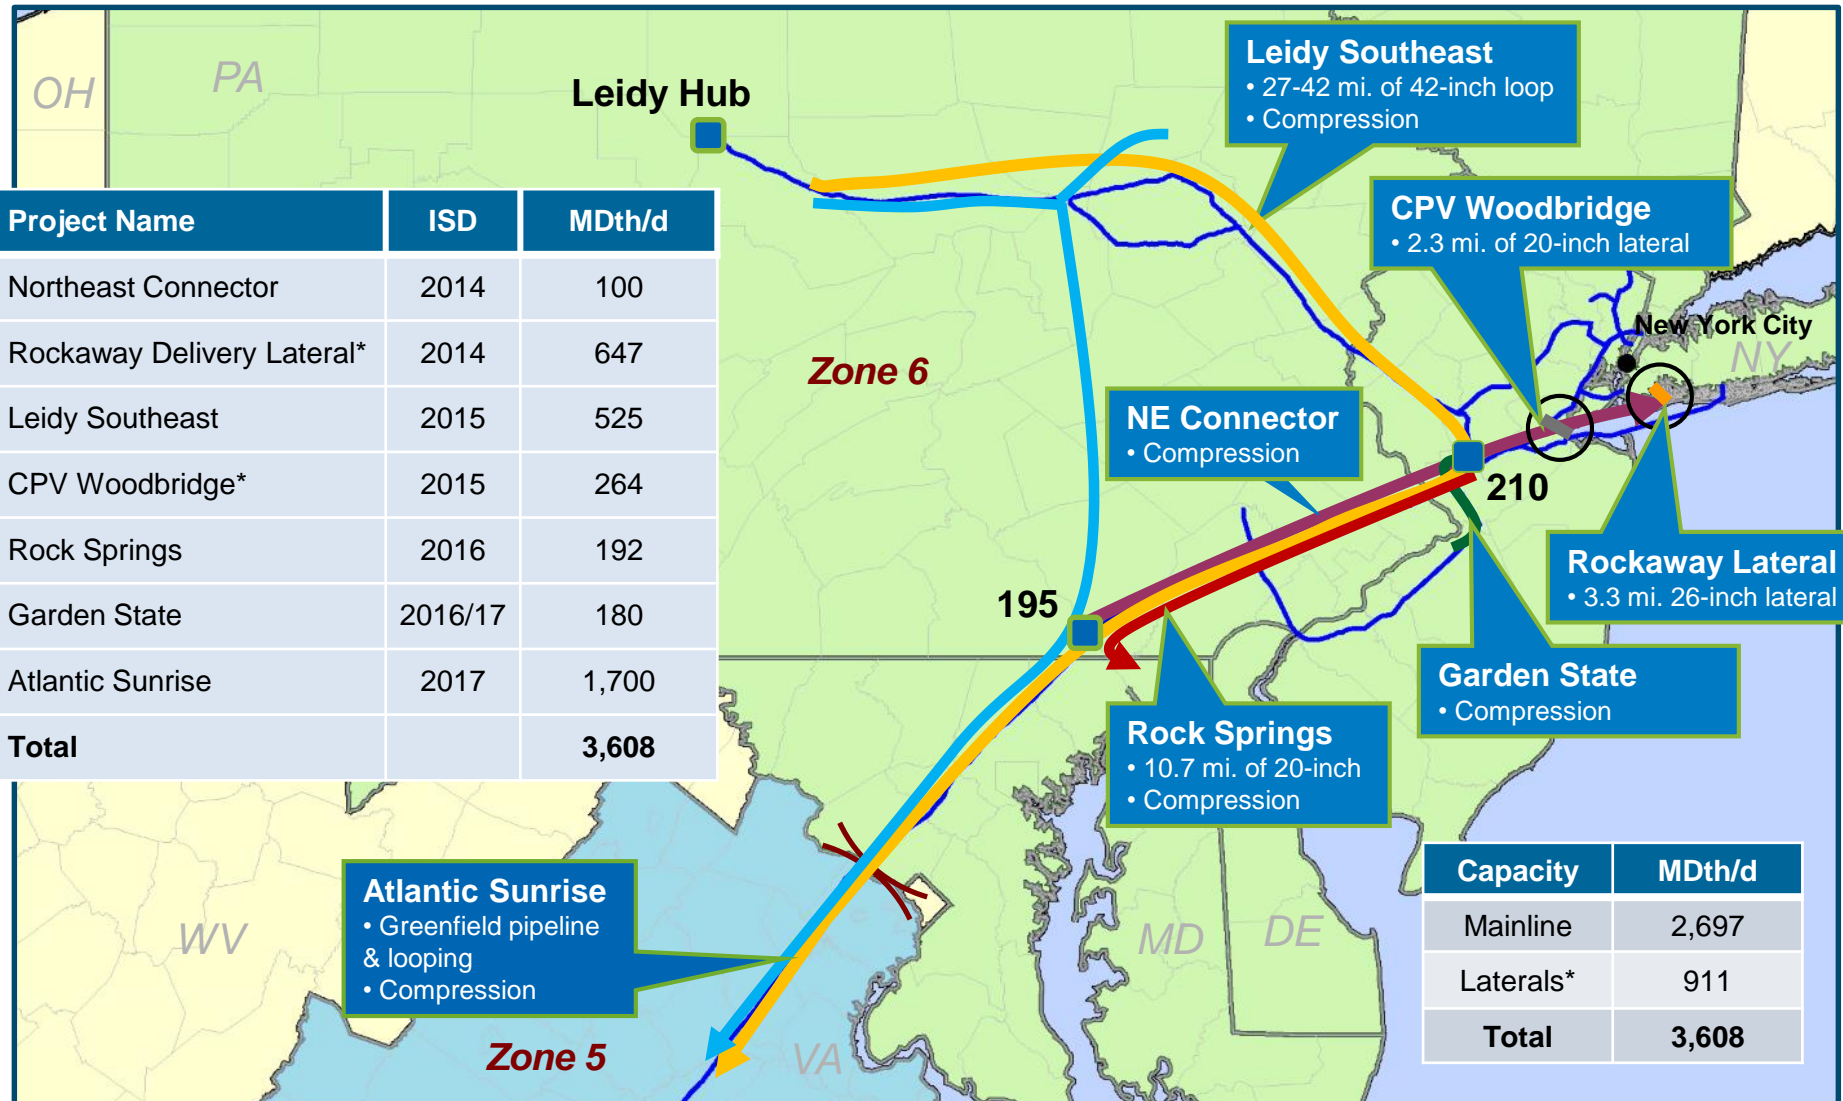 OH
PA
Leidy Hub
Leidy Southeast
• 27-42 mi. of 42-inch loop
• Compression
CPV Woodbridge
• 2.3 mi. of 20-inch lateral
Project Name ISD MDth/d
Northeast Connector 2014 100
Rockaway Delivery Lateral* 2014 647
Leidy Southeast 2015 525
CPV Woodbridge* 2015 264
Rock Springs 2016 192
Garden State 2016/17 180
Atlantic Sunrise 2017 1,700
Total 3,608
Zone 6
New York City
NY
NE Connector
• Compression
210
195
Rockaway Lateral
• 3.3 mi. 26-inch lateral
Garden State
• Compression
Rock Springs
• 10.7 mi. of 20-inch
• Compression
Atlantic Sunrise
• Greenfield pipeline
& looping
• Compression
WV
MD
DE
Zone 5
VA
Capacity MDth/d
Mainline 2,697
Laterals* 911
Total 3,608